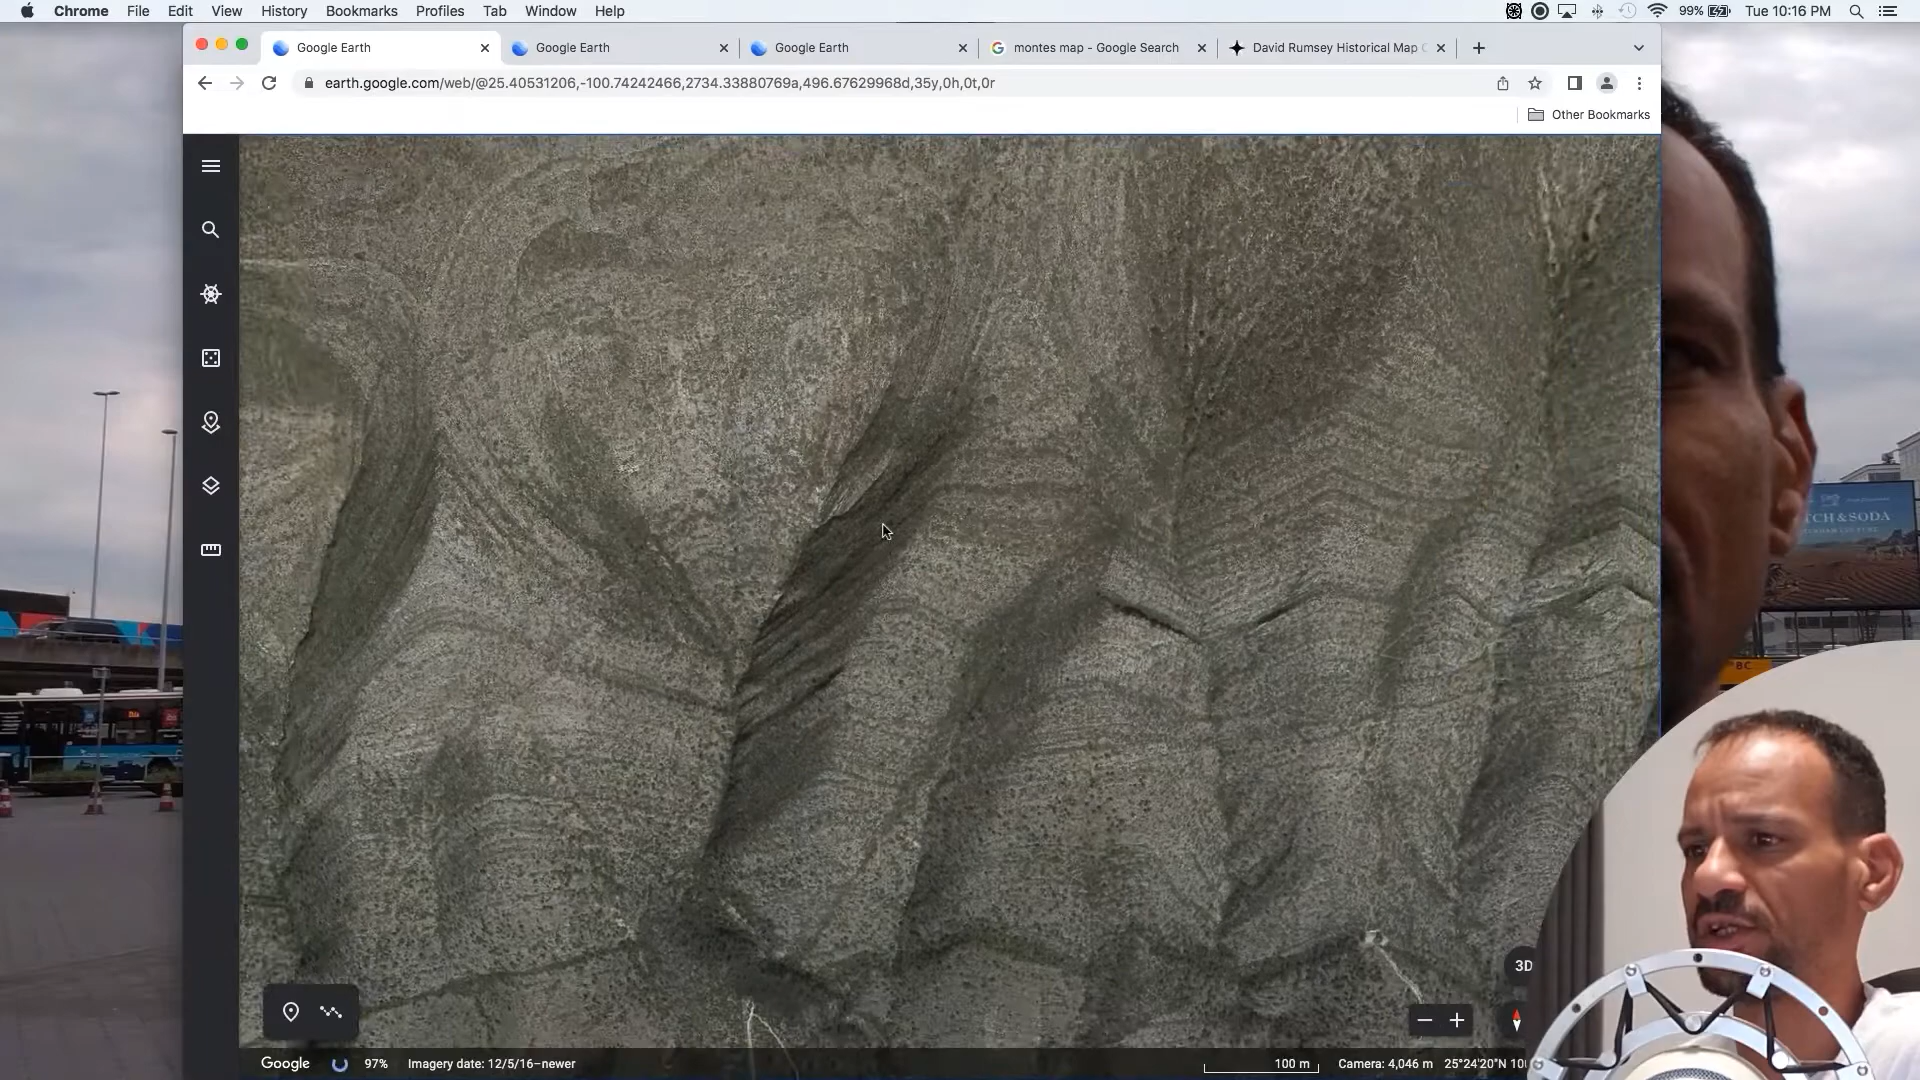 Chrome File Edit View History Bookmarks Profiles Tab Window Help 99% Tue 10:16 PM
Google Earth Google Earth Google Earth montes map - Google Search David Rumsey Historical Map
earth.google.com/web/@25.40531206,-100.74242466,2734.33880769a,496.67629968d,35y,0h,0t,0r
Other Bookmarks
TCH & SODA
BC
3D
Google 97% Imagery date: 12/5/16–newer 100 m Camera: 4,046 m 25°24'20"N